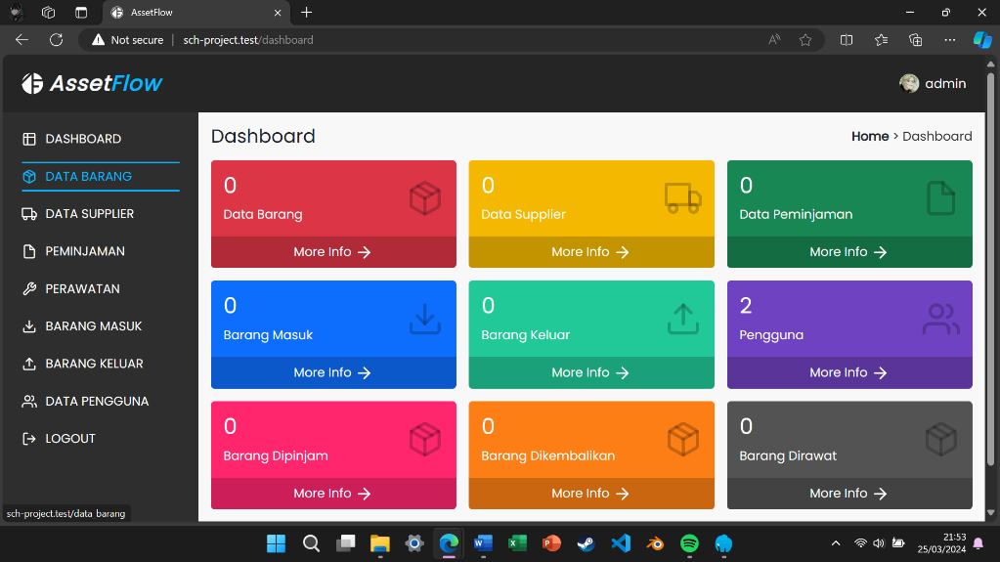 AssetFlow
Not secure
sch-project.test/dashboard
AssetFlow
admin
DASHBOARD
DATA BARANG
DATA SUPPLIER
PEMINJAMAN
PERAWATAN
BARANG MASUK
BARANG KELUAR
DATA PENGGUNA
LOGOUT
Dashboard
Home > Dashboard
0
Data Barang
More Info
0
Data Supplier
More Info
0
Data Peminjaman
More Info
0
Barang Masuk
More Info
0
Barang Keluar
More Info
2
Pengguna
More Info
0
Barang Dipinjam
More Info
0
Barang Dikembalikan
More Info
0
Barang Dirawat
More Info
sch-project.test/data_barang
21:53
25/03/2024